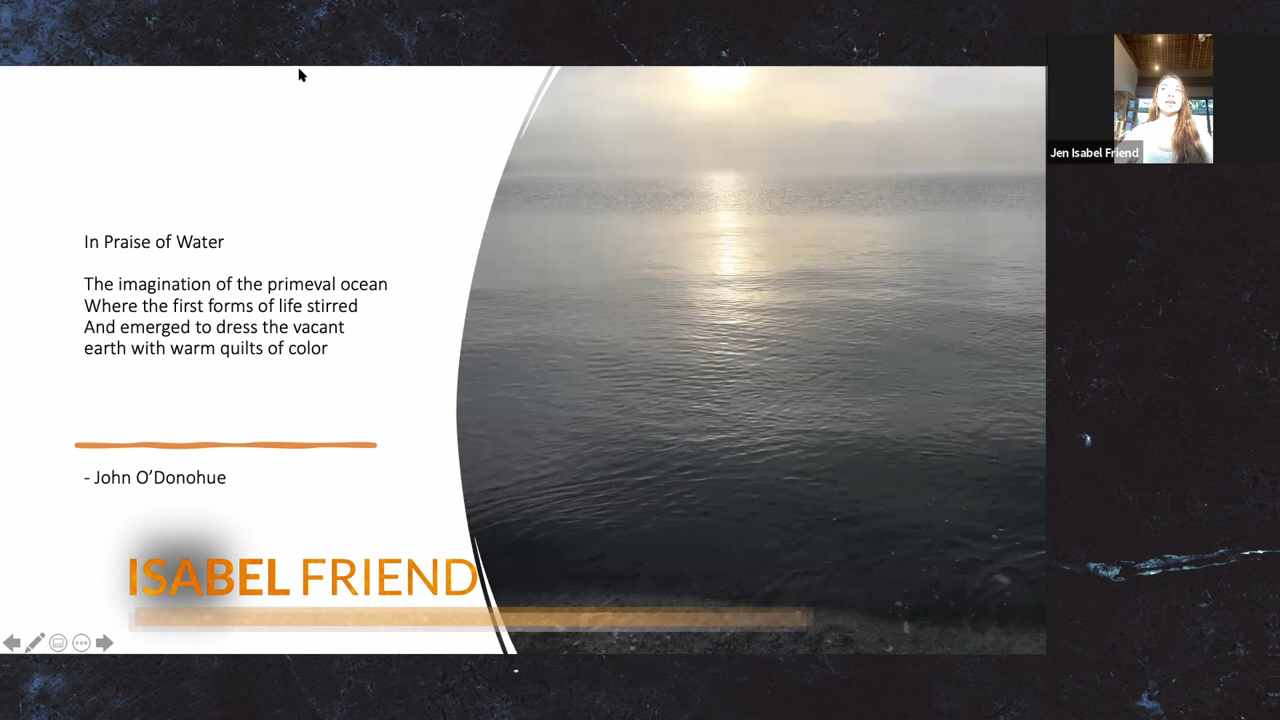 Jen Isabel Friend
In Praise of Water
The imagination of the primeval ocean
Where the first forms of life stirred
And emerged to dress the vacant
earth with warm quilts of color
- John O’Donohue
ISABEL FRIEND